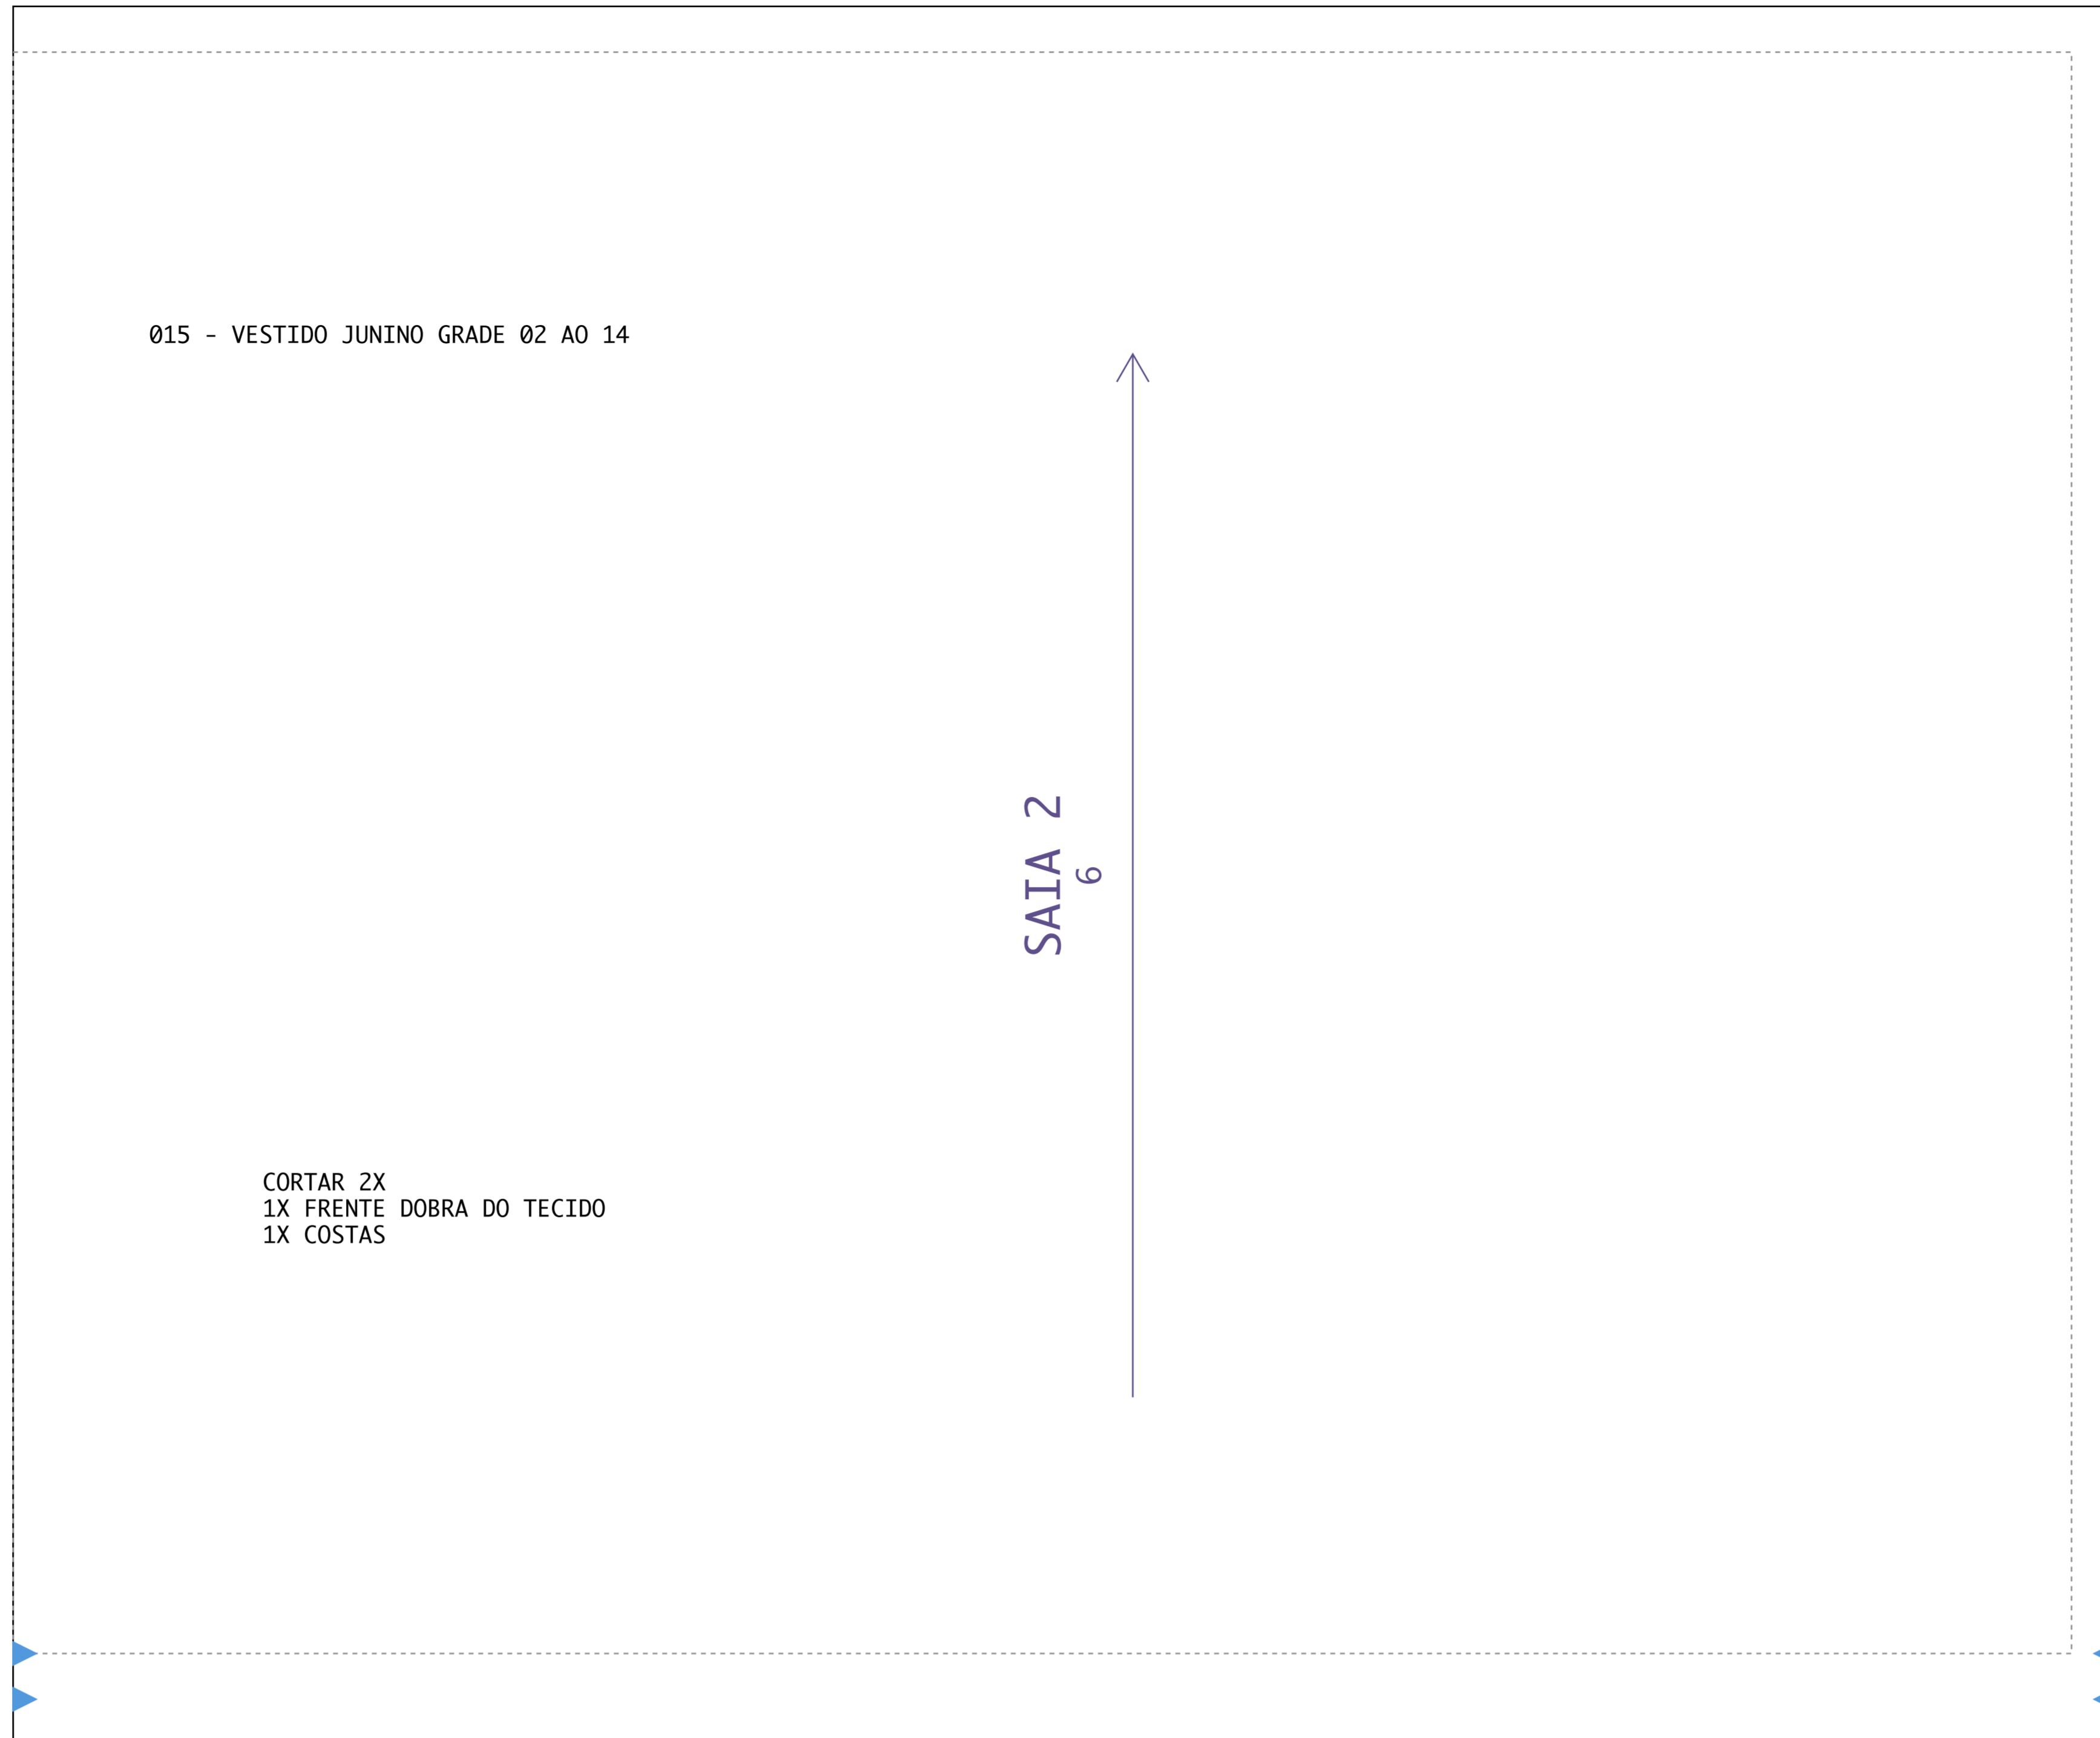 015 - VESTIDO JUNINO GRADE 02 AO 14
SAIA 2
6
CORTAR 2X
1X FRENTE DOBRA DO TECIDO
1X COSTAS